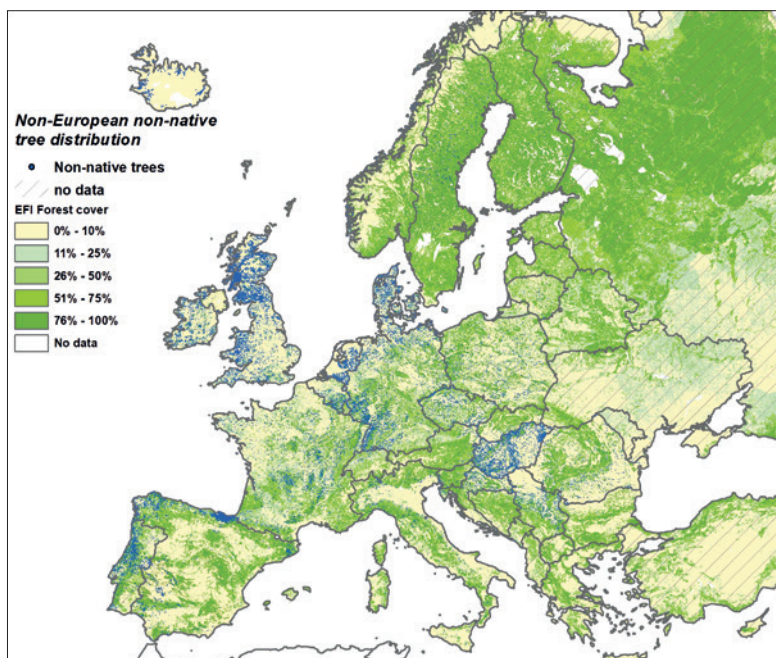 Non-European non-native
tree distribution
Non-native trees
no data
EFI Forest cover
0% - 10%
11% - 25%
26% - 50%
51% - 75%
76% - 100%
No data